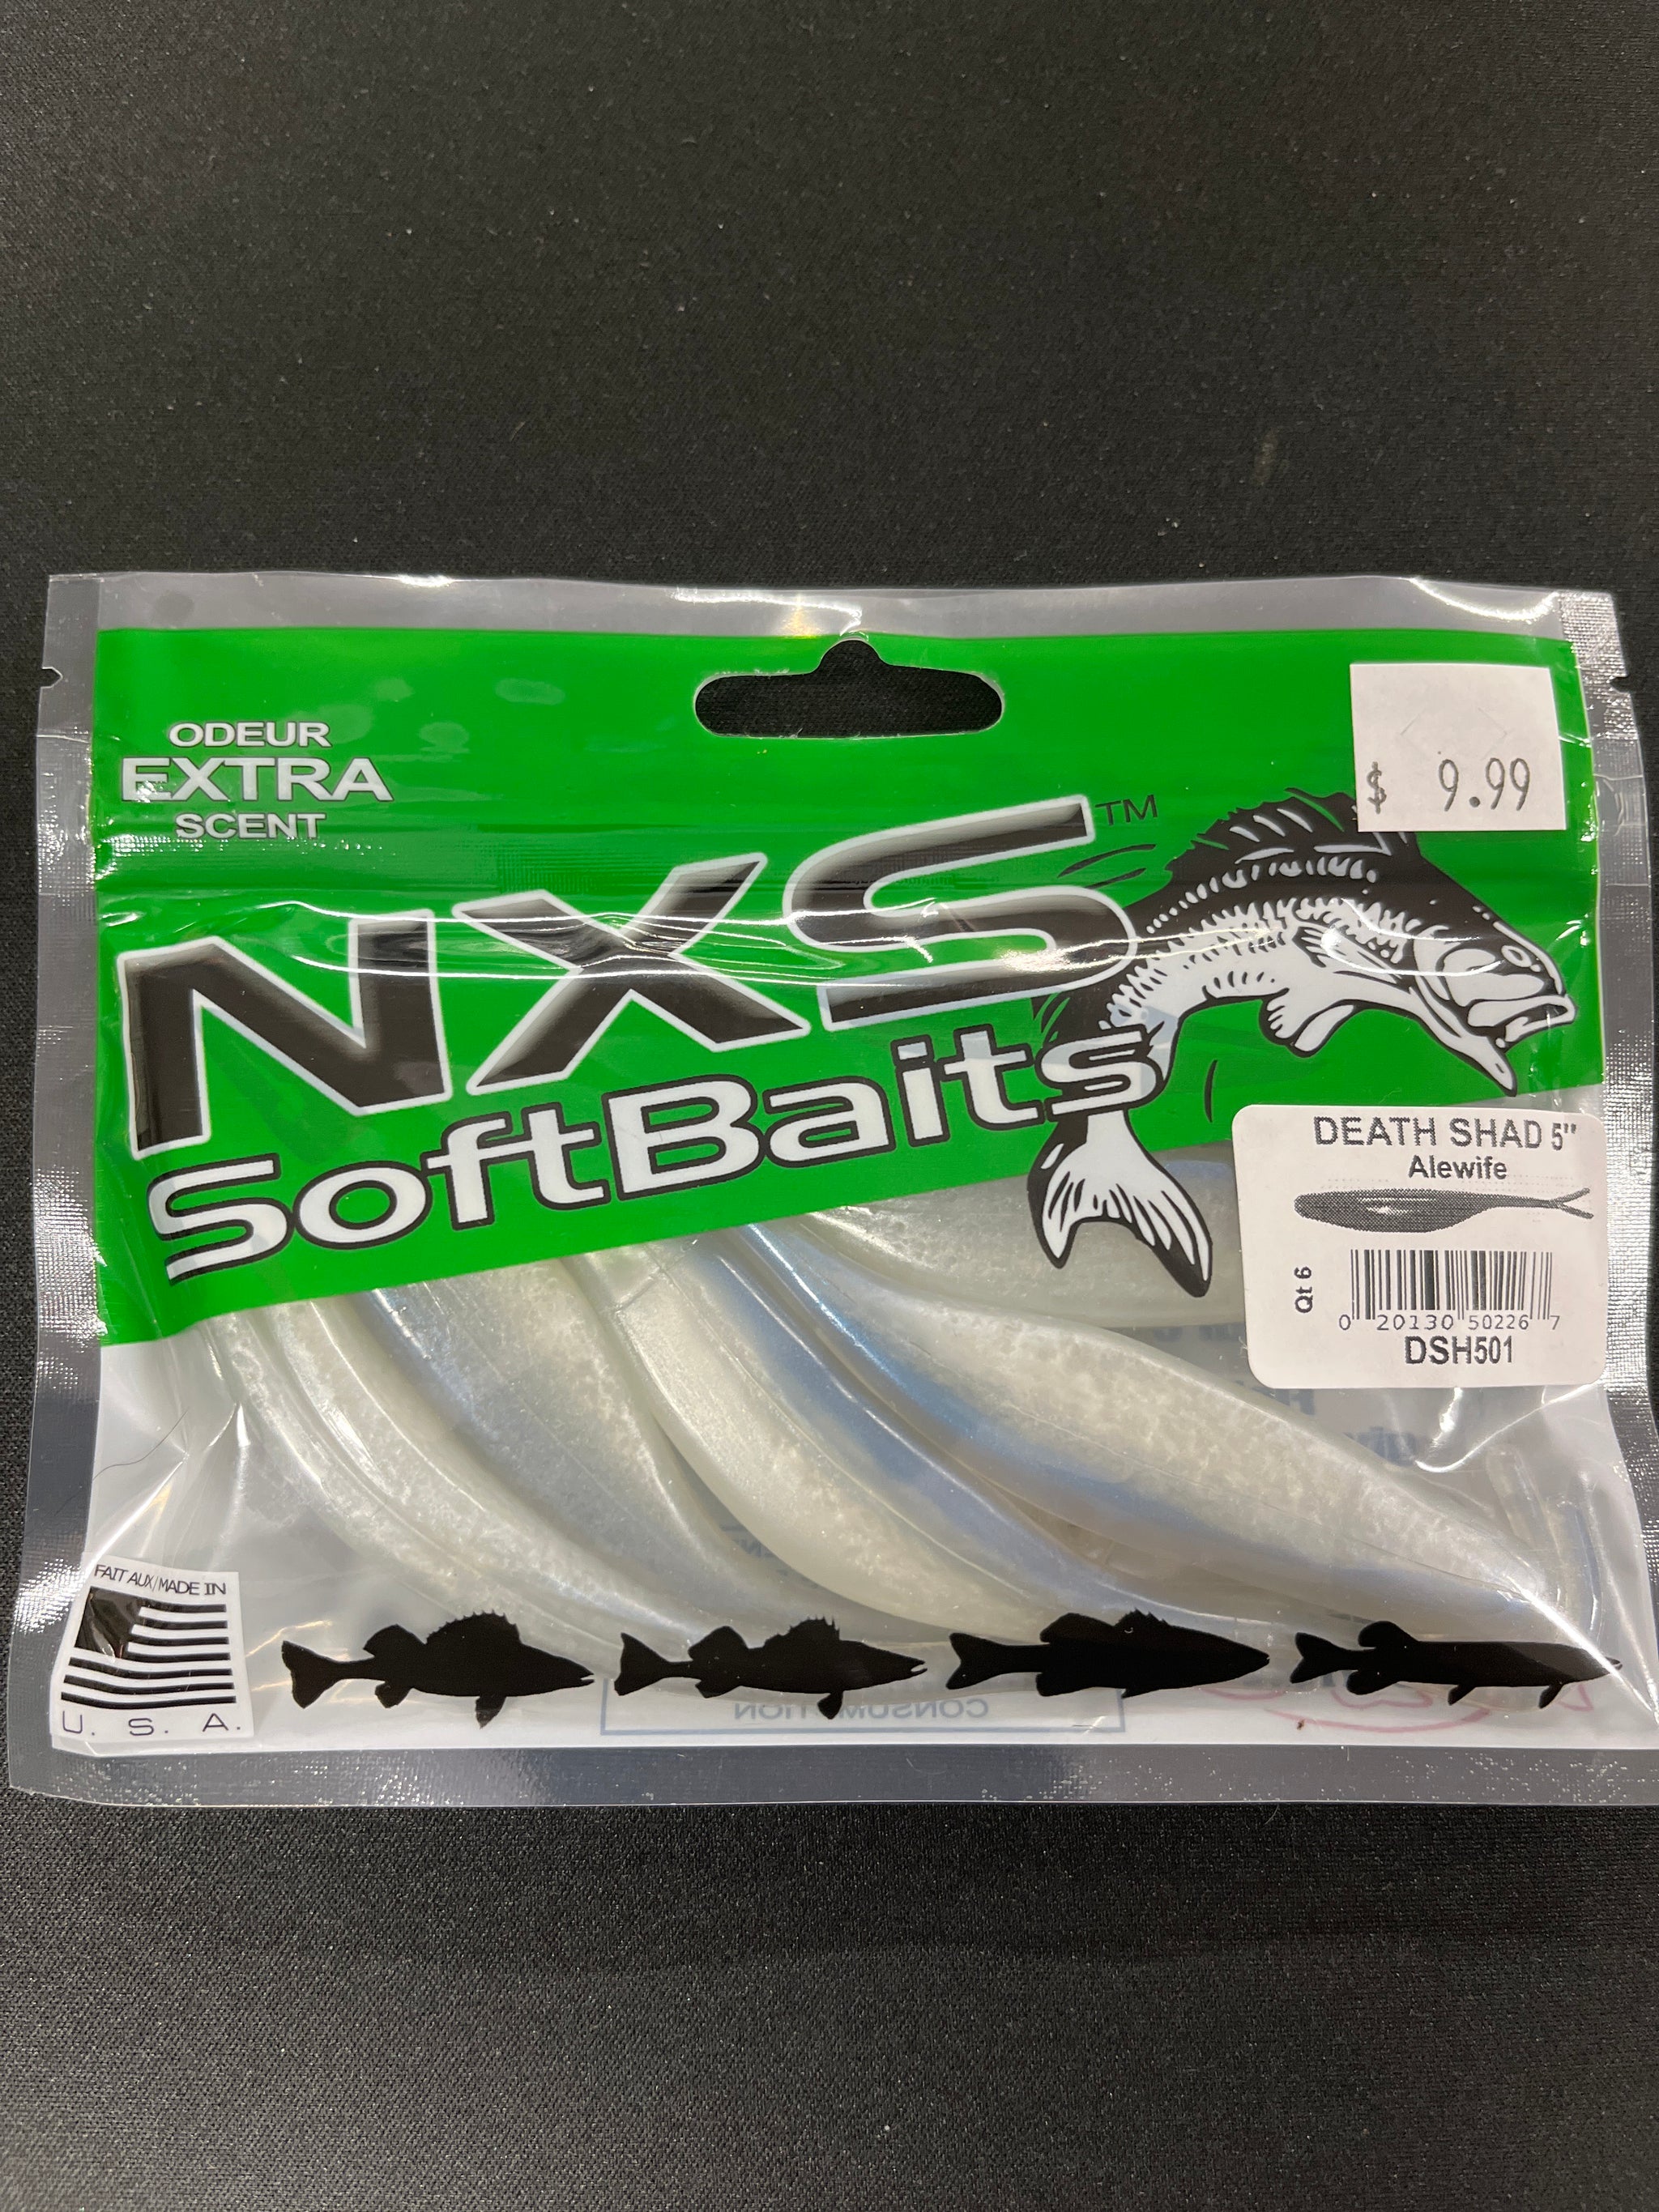 ODEUR
EXTRA
SCENT
$ 9.99
NXS™
SoftBaits
DEATH SHAD 5"
Alewife
Qt 6
0 20130 50226 7
DSH501
FAIT AUX/MADE IN
U. S. A.
CONSUMPTION